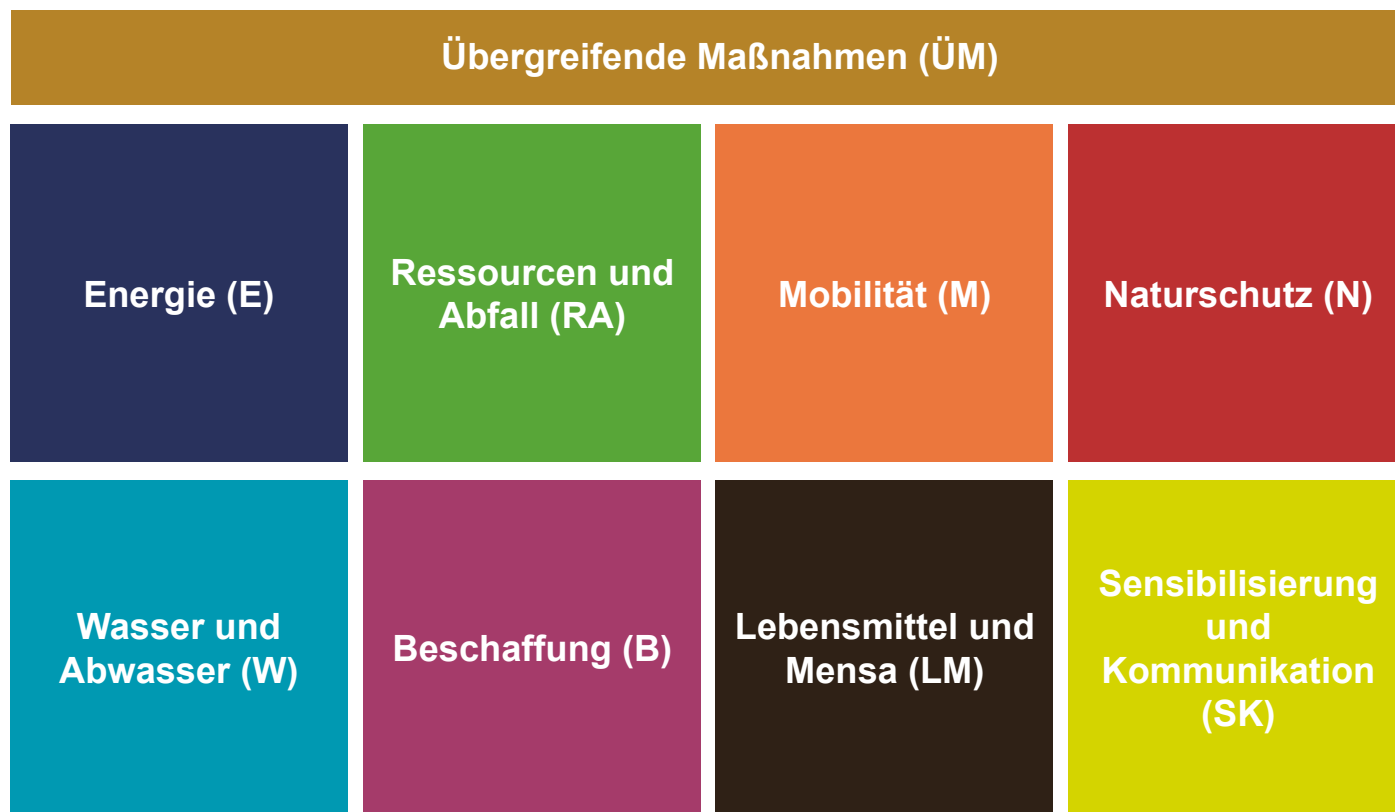 Übergreifende Maßnahmen (ÜM)
Energie (E)
Ressourcen und
Abfall (RA)
Mobilität (M)
Naturschutz (N)
Wasser und
Abwasser (W)
Beschaffung (B)
Lebensmittel und
Mensa (LM)
Sensibilisierung
und
Kommunikation
(SK)